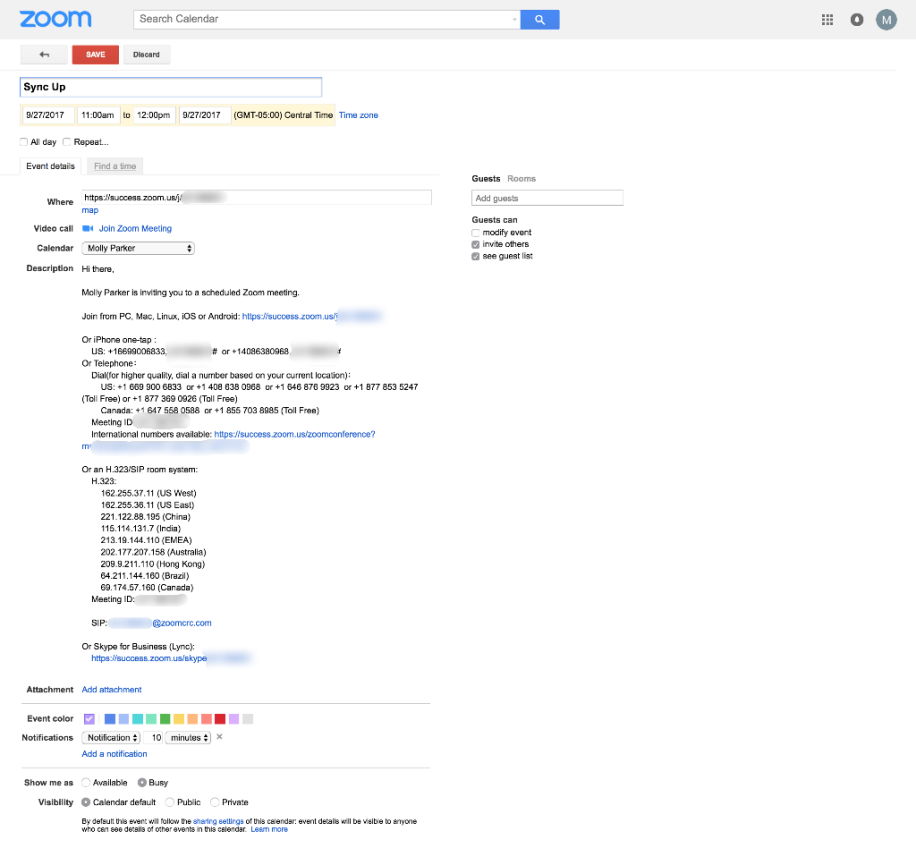 zoom
Search Calendar
M
SAVE Discard
Sync Up
9/27/2017 11:00am to 12:00pm 9/27/2017 (GMT-05:00) Central Time Time zone
All day Repeat...
Event details Find a time
Guests Rooms
Add guests
Guests can
modify event
invite others
see guest list
Where https://success.zoom.us/j/
map
Video call Join Zoom Meeting
Calendar Molly Parker
Description Hi there,
Molly Parker is inviting you to a scheduled Zoom meeting.
Join from PC, Mac, Linux, iOS or Android: https://success.zoom.us/j
Or iPhone one-tap :
US: +16699006833, # or +14086380968, #
Or Telephone:
Dial(for higher quality, dial a number based on your current location):
US: +1 669 900 6833 or +1 408 638 0968 or +1 646 876 9923 or +1 877 853 5247
(Toll Free) or +1 877 369 0926 (Toll Free)
Canada: +1 647 558 0588 or +1 855 703 8985 (Toll Free)
Meeting ID
International numbers available: https://success.zoom.us/zoomconference?
m
Or an H.323/SIP room system:
H.323:
162.255.37.11 (US West)
162.255.36.11 (US East)
221.122.88.195 (China)
115.114.131.7 (India)
213.19.144.110 (EMEA)
202.177.207.158 (Australia)
209.9.211.110 (Hong Kong)
64.211.144.160 (Brazil)
69.174.57.160 (Canada)
Meeting ID:
SIP: @zoomcrc.com
Or Skype for Business (Lync):
https://success.zoom.us/skype
Attachment Add attachment
Event color
Notifications Notification 10 minutes ×
Add a notification
Show me as Available Busy
Visibility Calendar default Public Private
By default this event will follow the sharing settings of this calendar: event details will be visible to anyone
who can see details of other events in this calendar. Learn more